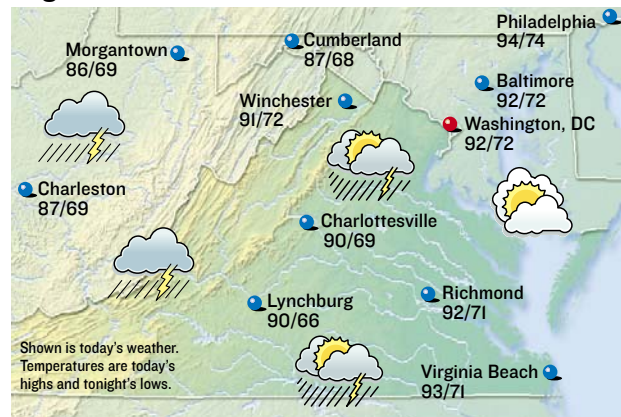 Philadelphia
94/74
Morgantown
86/69
Cumberland
87/68
Baltimore
92/72
Winchester
91/72
Washington, DC
92/72
Charleston
87/69
Charlottesville
90/69
Lynchburg
90/66
Richmond
92/71
Shown is today's weather.
Temperatures are today's
highs and tonight's lows.
Virginia Beach
93/71